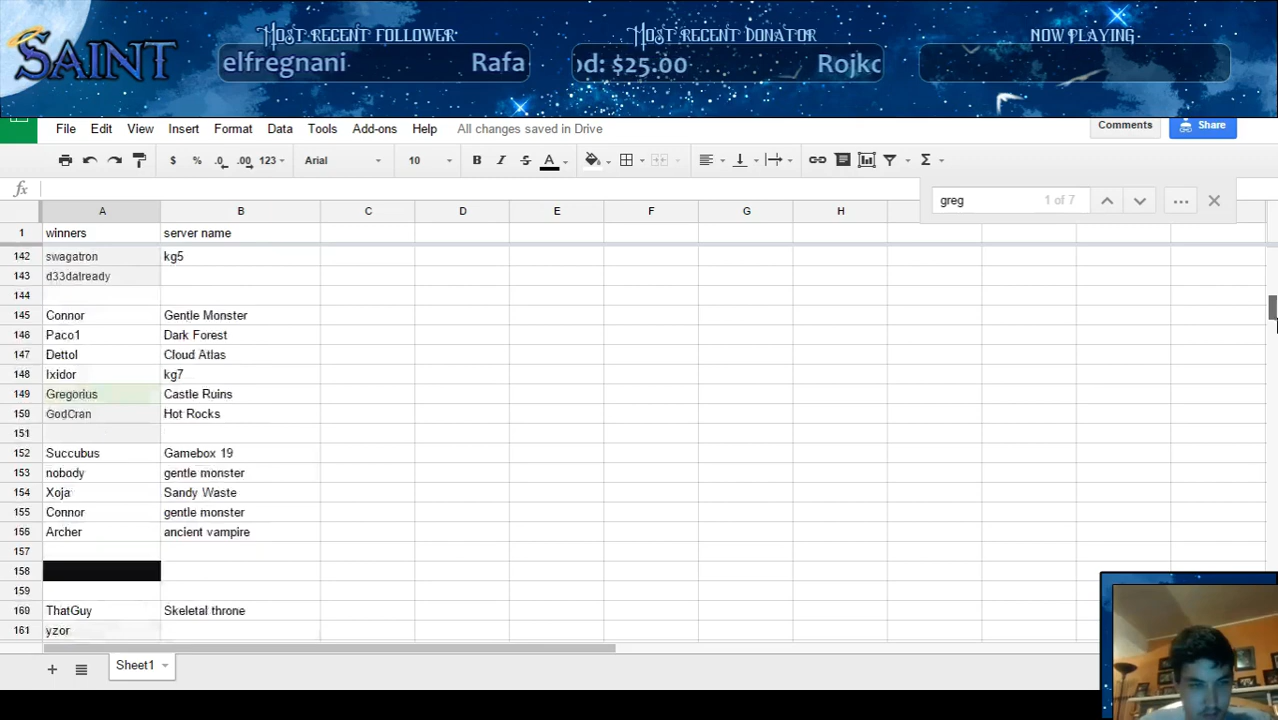 SAINT
MOST RECENT FOLLOWER
elfregnani Rafa
MOST RECENT DONATOR
od: $25.00 Rojkc
NOW PLAYING
File Edit View Insert Format Data Tools Add-ons Help All changes saved in Drive
Comments Share
$ % .0 .00 123 Arial 10 B I S A Σ
fx
greg 1 of 7
A B C D E F G H
1 winners server name
142 swagatron kg5
143 d33datready
144
145 Connor Gentle Monster
146 Paco1 Dark Forest
147 Dettol Cloud Atlas
148 Ixidor kg7
149 Gregorius Castle Ruins
150 GodCran Hot Rocks
151
152 Succubus Gamebox 19
153 nobody gentle monster
154 Xoja Sandy Waste
155 Connor gentle monster
156 Archer ancient vampire
157
158
159
160 ThatGuy Skeletal throne
161 yzor
Sheet1